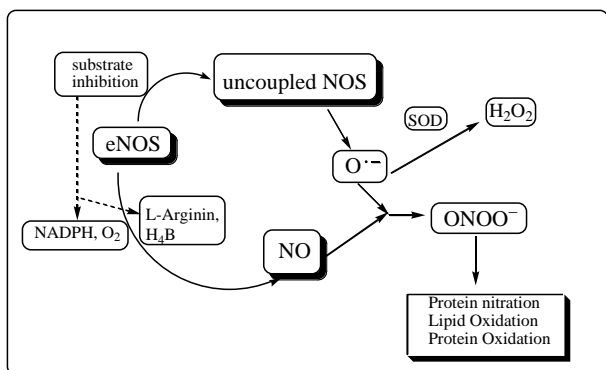 substrate
inhibition
uncoupled NOS
SOD
H₂O₂
eNOS
O·−
L-Arginin,
H₄B
NADPH, O₂
NO
ONOO−
Protein nitration
Lipid Oxidation
Protein Oxidation